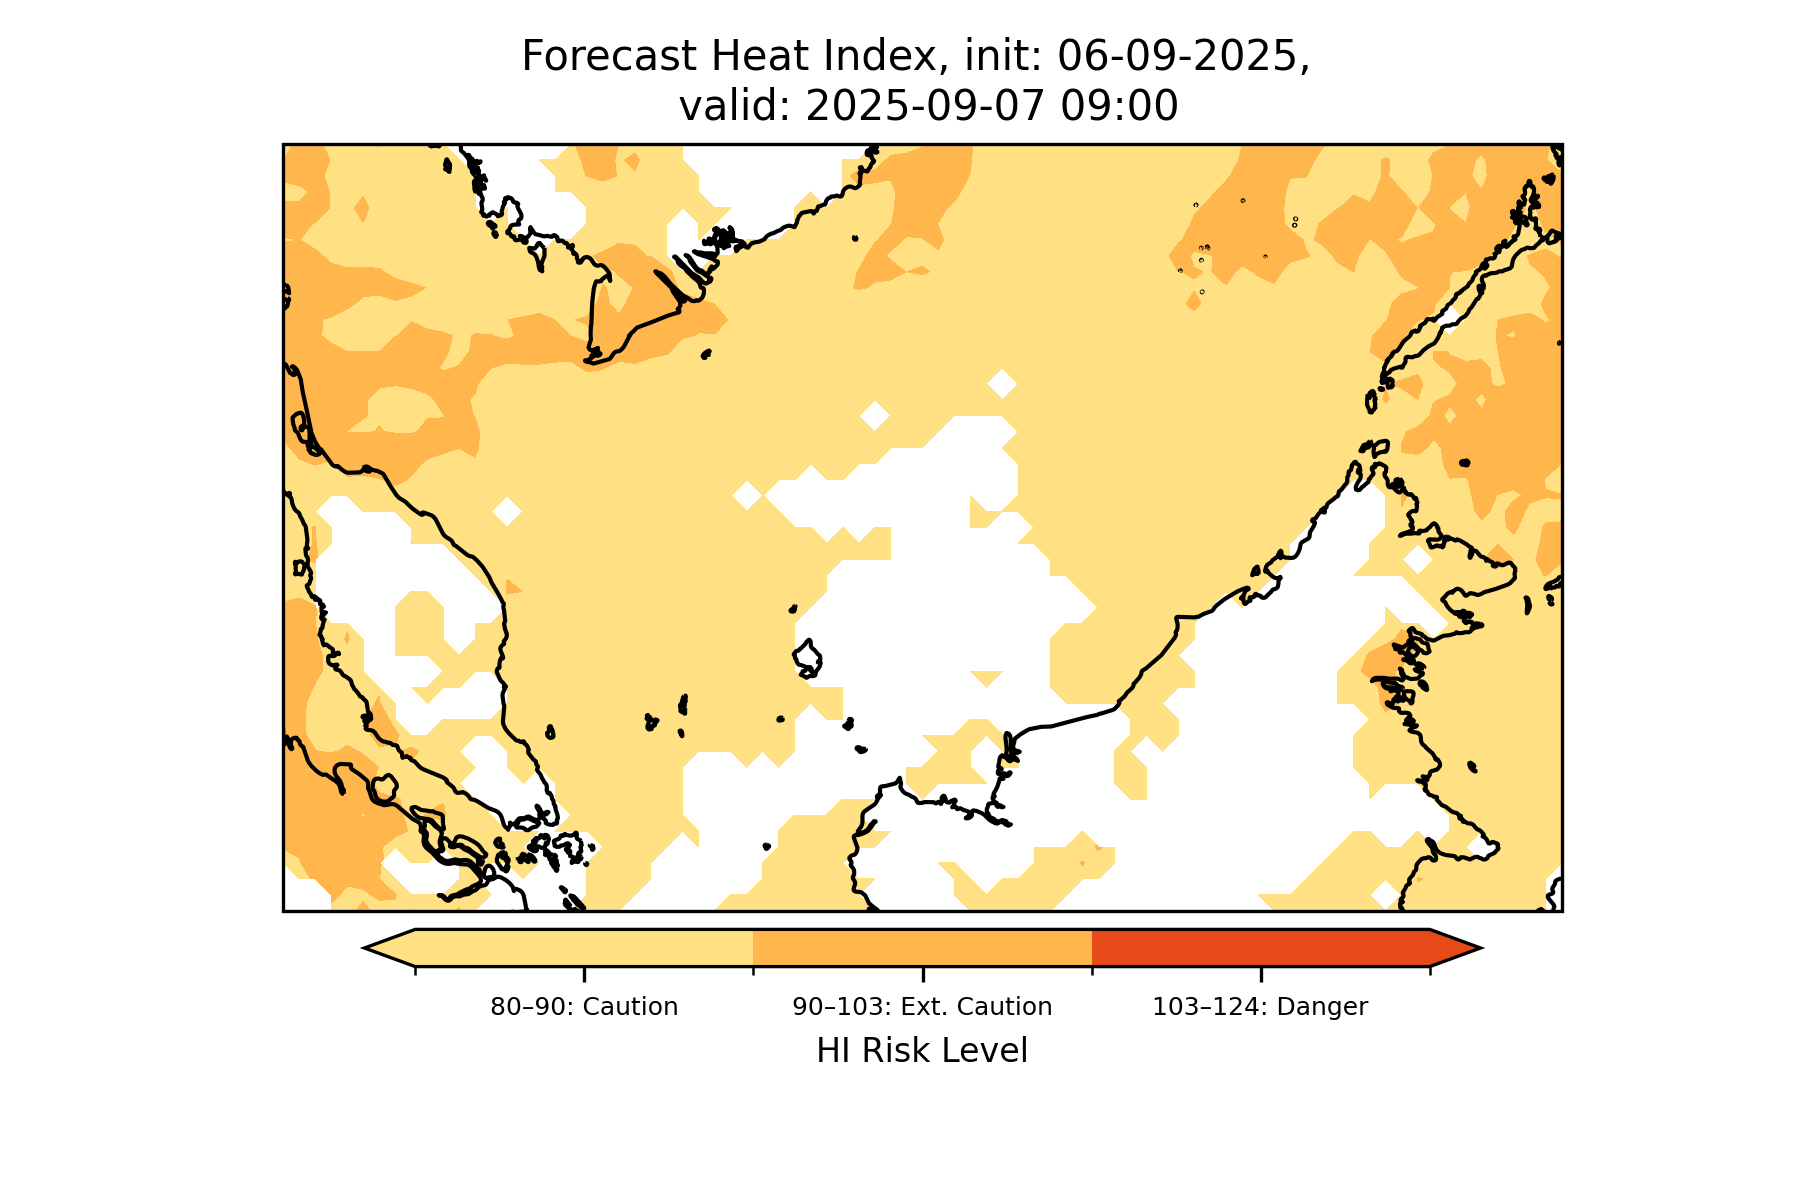 Forecast Heat Index, init: 06-09-2025,
valid: 2025-09-07 09:00
80–90: Caution
90–103: Ext. Caution
103–124: Danger
HI Risk Level